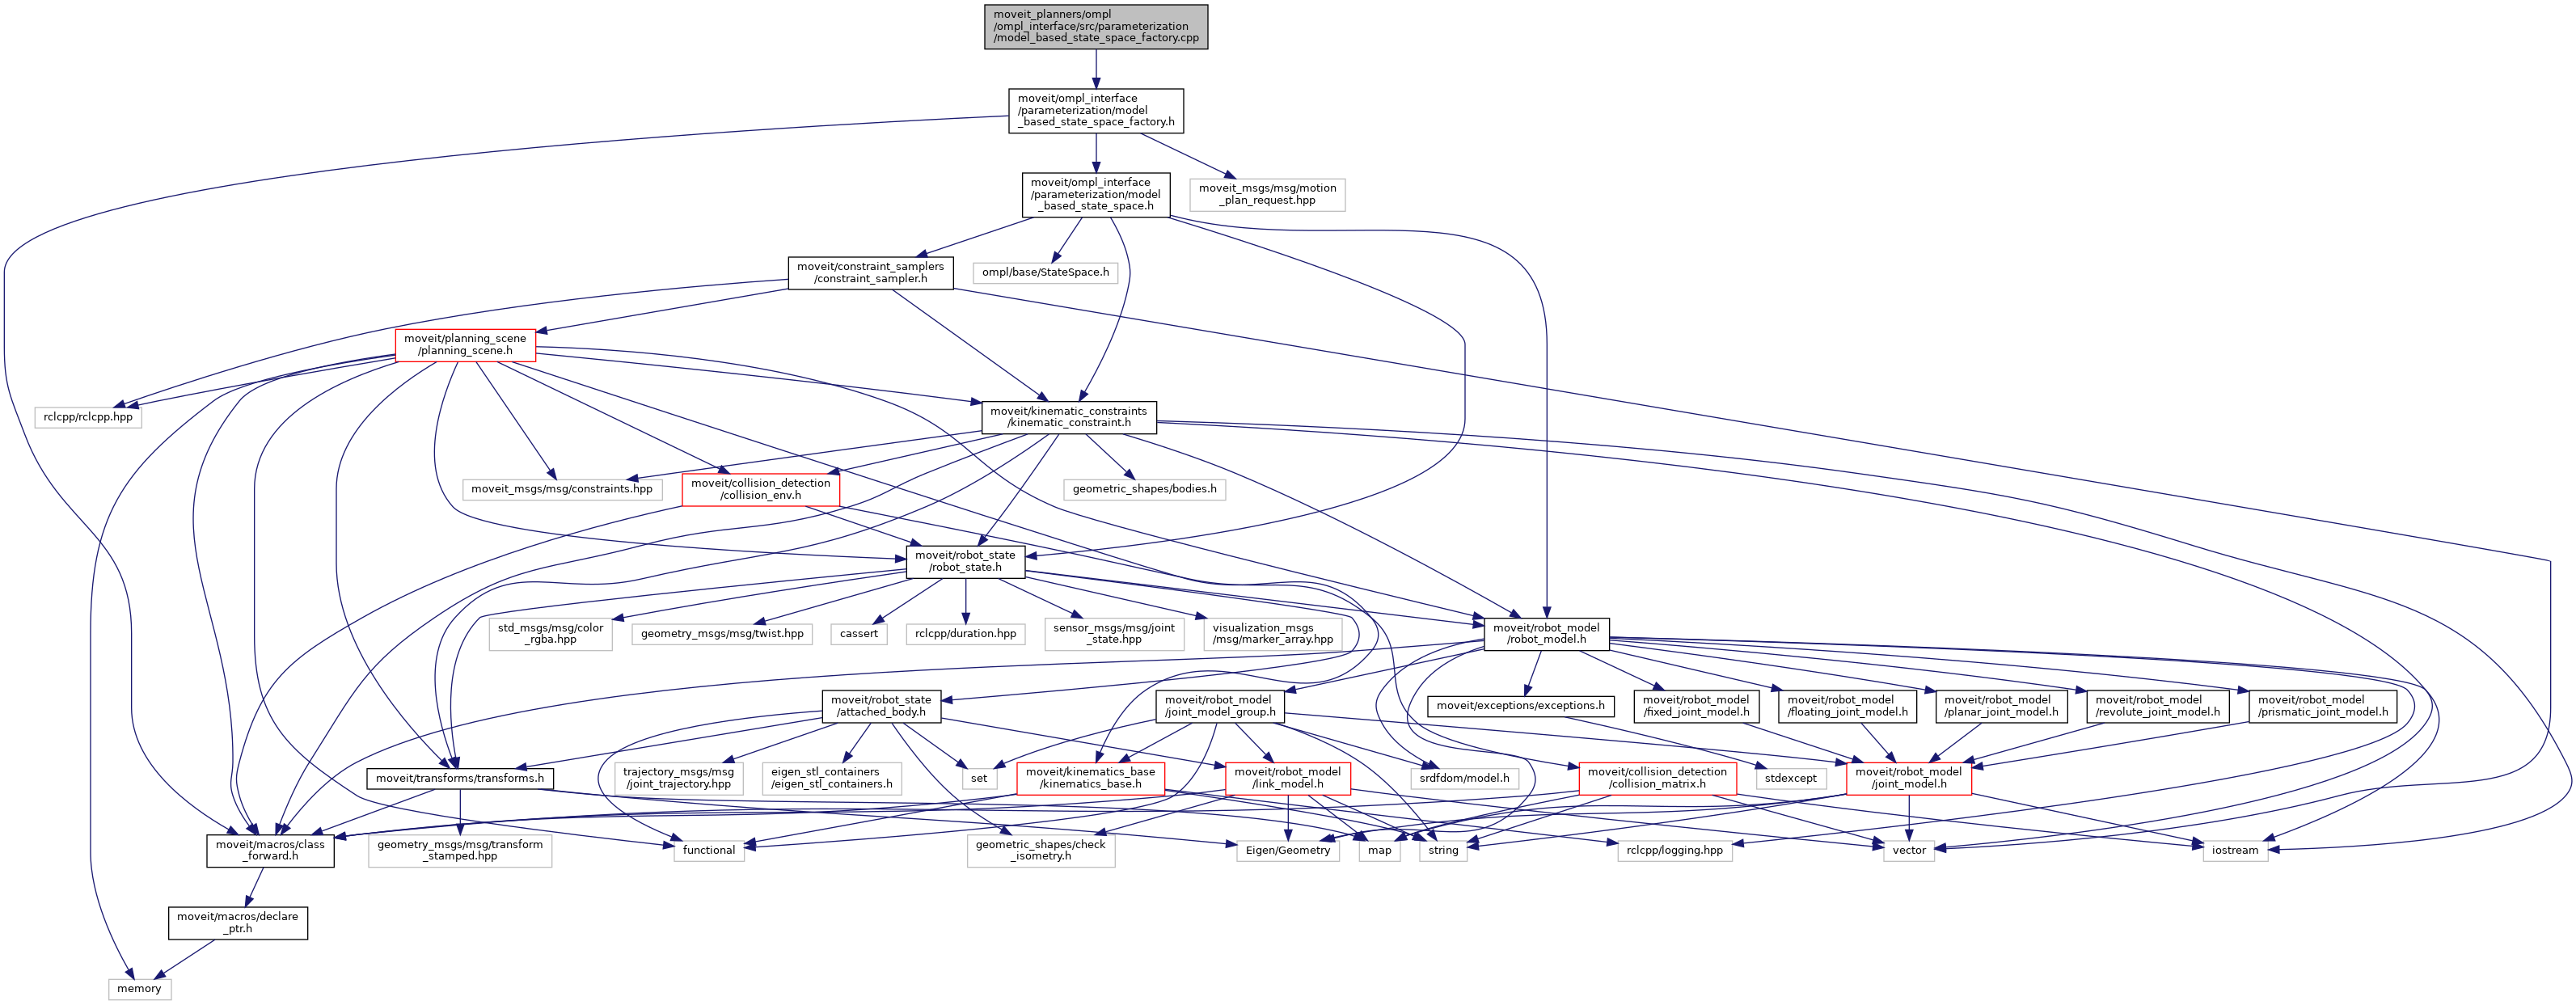 moveit_planners/ompl
/ompl_interface/src/parameterization
/model_based_state_space_factory.cpp
moveit/ompl_interface
/parameterization/model
_based_state_space_factory.h
moveit/ompl_interface
/parameterization/model
_based_state_space.h
moveit_msgs/msg/motion
_plan_request.hpp
moveit/constraint_samplers
/constraint_sampler.h
ompl/base/StateSpace.h
moveit/planning_scene
/planning_scene.h
rclcpp/rclcpp.hpp
moveit/kinematic_constraints
/kinematic_constraint.h
moveit_msgs/msg/constraints.hpp
moveit/collision_detection
/collision_env.h
geometric_shapes/bodies.h
moveit/robot_state
/robot_state.h
std_msgs/msg/color
_rgba.hpp
geometry_msgs/msg/twist.hpp
cassert
rclcpp/duration.hpp
sensor_msgs/msg/joint
_state.hpp
visualization_msgs
/msg/marker_array.hpp
moveit/robot_model
/robot_model.h
moveit/robot_state
/attached_body.h
moveit/robot_model
/joint_model_group.h
moveit/exceptions/exceptions.h
moveit/robot_model
/fixed_joint_model.h
moveit/robot_model
/floating_joint_model.h
moveit/robot_model
/planar_joint_model.h
moveit/robot_model
/revolute_joint_model.h
moveit/robot_model
/prismatic_joint_model.h
moveit/transforms/transforms.h
trajectory_msgs/msg
/joint_trajectory.hpp
eigen_stl_containers
/eigen_stl_containers.h
set
moveit/kinematics_base
/kinematics_base.h
moveit/robot_model
/link_model.h
srdfdom/model.h
moveit/collision_detection
/collision_matrix.h
stdexcept
moveit/robot_model
/joint_model.h
moveit/macros/class
_forward.h
geometry_msgs/msg/transform
_stamped.hpp
functional
geometric_shapes/check
_isometry.h
Eigen/Geometry
map
string
rclcpp/logging.hpp
vector
iostream
moveit/macros/declare
_ptr.h
memory